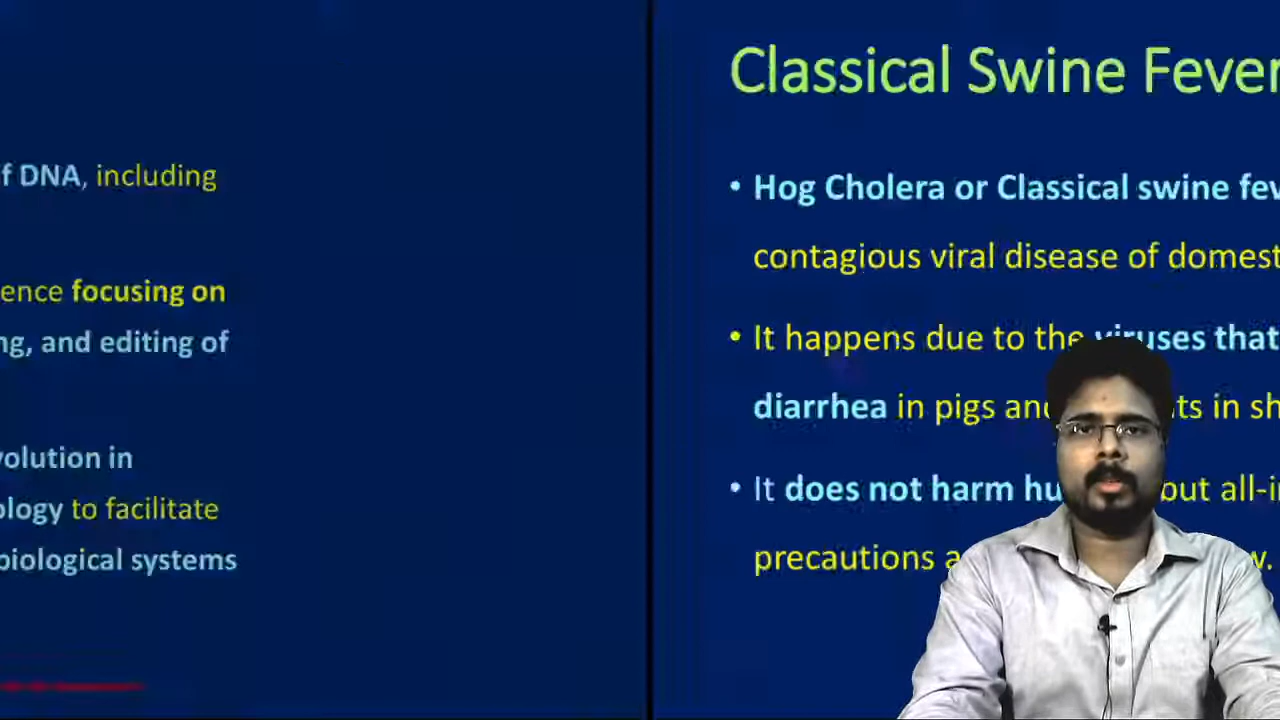 f DNA, including
ence focusing on
ng, and editing of
volution in
ology to facilitate
biological systems
Classical Swine Fever
• Hog Cholera or Classical swine fev
contagious viral disease of domest
• It happens due to the viruses that
diarrhea in pigs and ts in sh
• It does not harm hu but all-i
precautions a w.